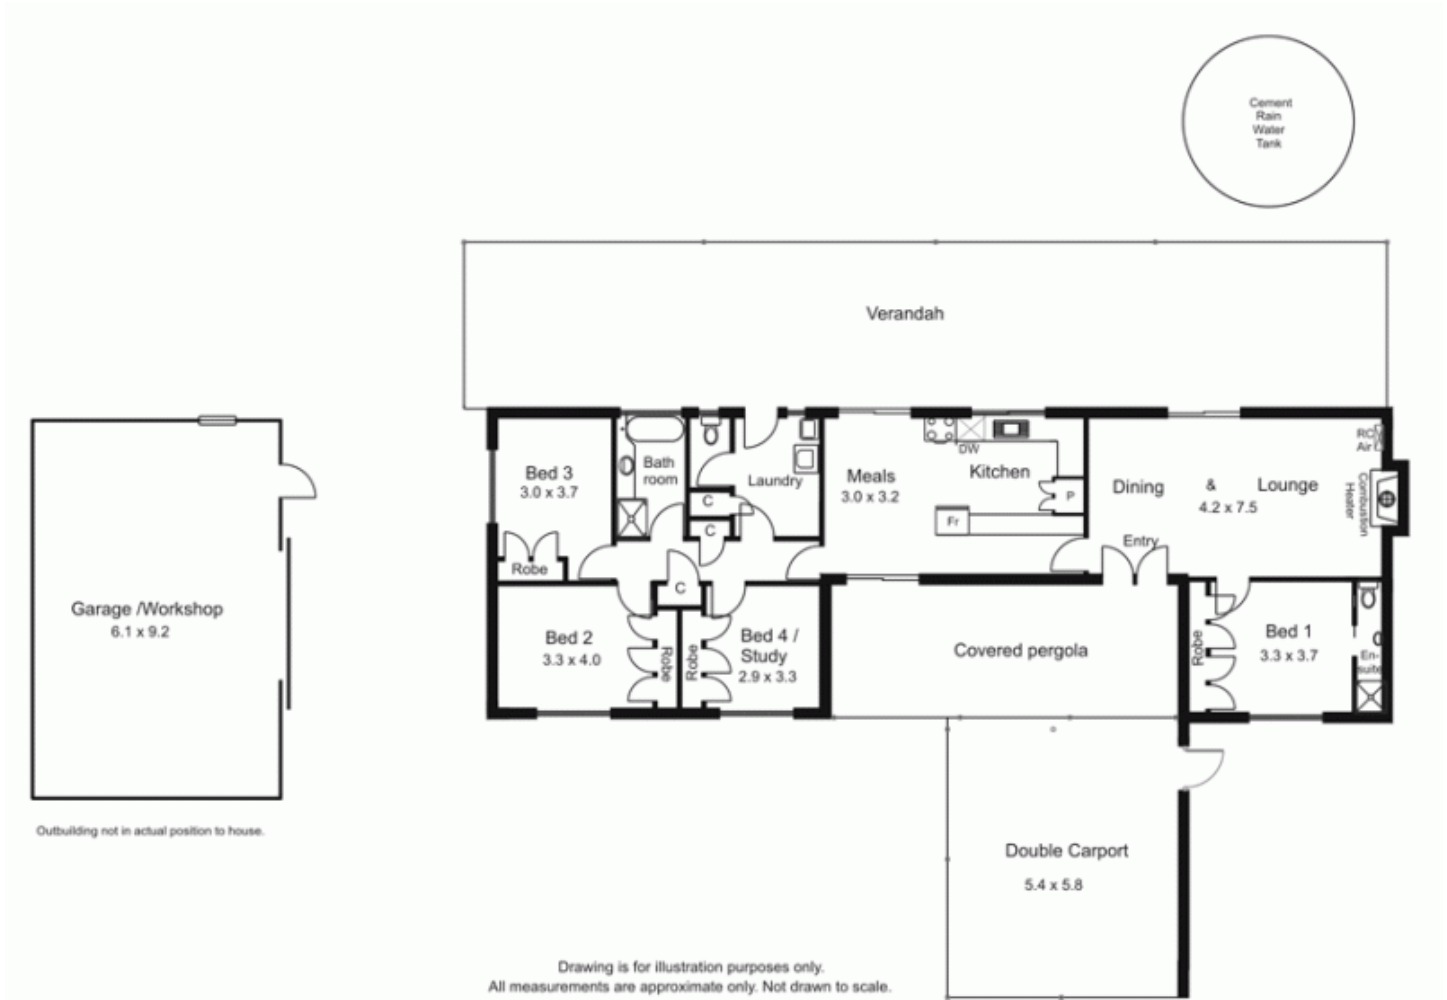 Cement
Rain
Water
Tank
Verandah
Bed 3
3.0 x 3.7
Robe
Bath
room
C
Laundry
C
C
Meals
3.0 x 3.2
DW
Kitchen
P
Fr
Dining & Lounge
4.2 x 7.5
RC
Air
Combustion
Heater
Entry
Garage /Workshop
6.1 x 9.2
Outbuilding not in actual position to house.
Bed 2
3.3 x 4.0
Robe
Robe
Bed 4 /
Study
2.9 x 3.3
Covered pergola
Robe
Bed 1
3.3 x 3.7
En-
suite
Double Carport
5.4 x 5.8
Drawing is for illustration purposes only.
All measurements are approximate only. Not drawn to scale.